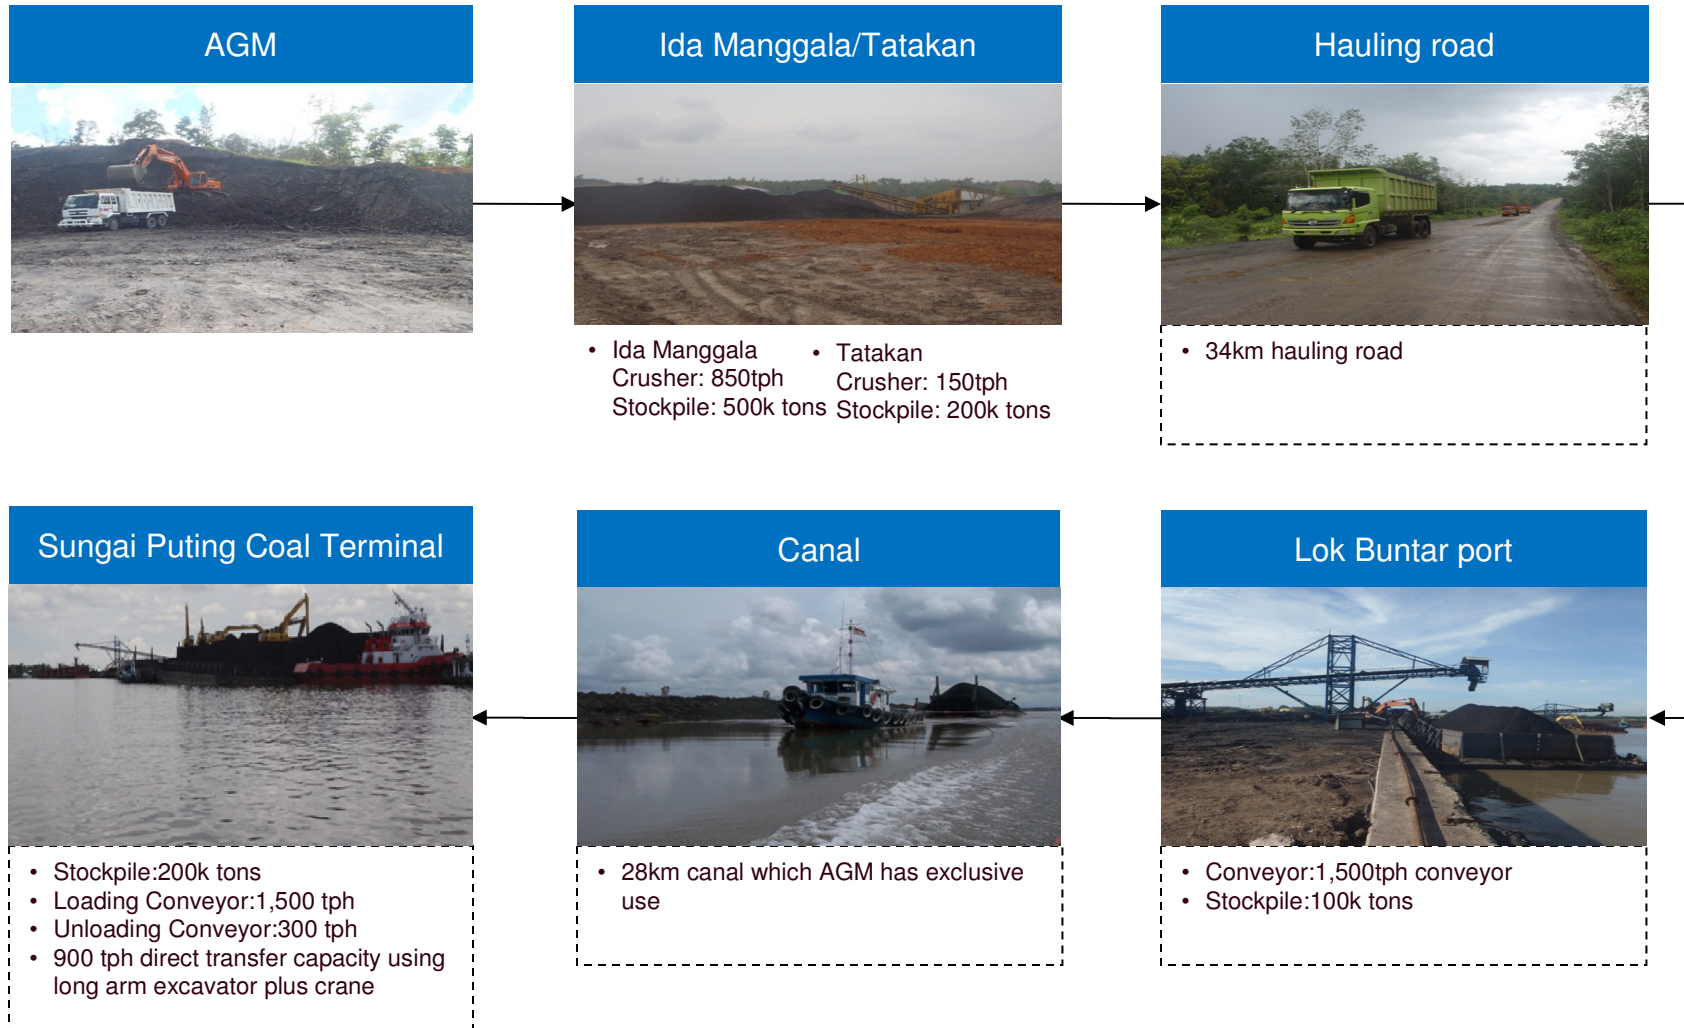 AGM
Ida Manggala/Tatakan
Hauling road
• Ida Manggala
Crusher: 850tph
Stockpile: 500k tons
• Tatakan
Crusher: 150tph
Stockpile: 200k tons
• 34km hauling road
Sungai Puting Coal Terminal
Canal
Lok Buntar port
• Stockpile:200k tons
• Loading Conveyor:1,500 tph
• Unloading Conveyor:300 tph
• 900 tph direct transfer capacity using
long arm excavator plus crane
• 28km canal which AGM has exclusive
use
• Conveyor:1,500tph conveyor
• Stockpile:100k tons